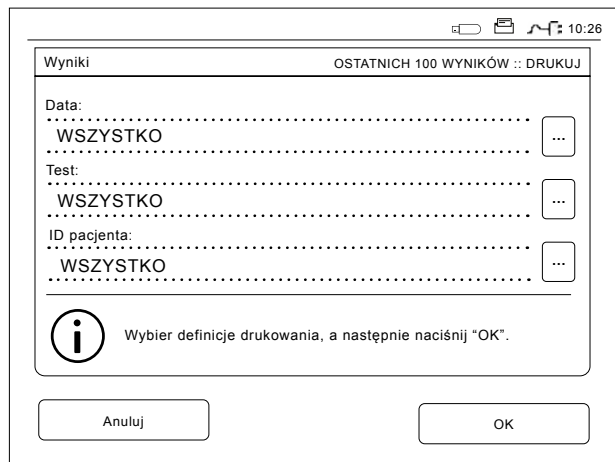 10:26
Wyniki OSTATNICH 100 WYNIKÓW :: DRUKUJ
Data:
WSZYSTKO ...
Test:
WSZYSTKO ...
ID pacjenta:
WSZYSTKO ...
Wybier definicje drukowania, a następnie naciśnij “OK”.
Anuluj OK